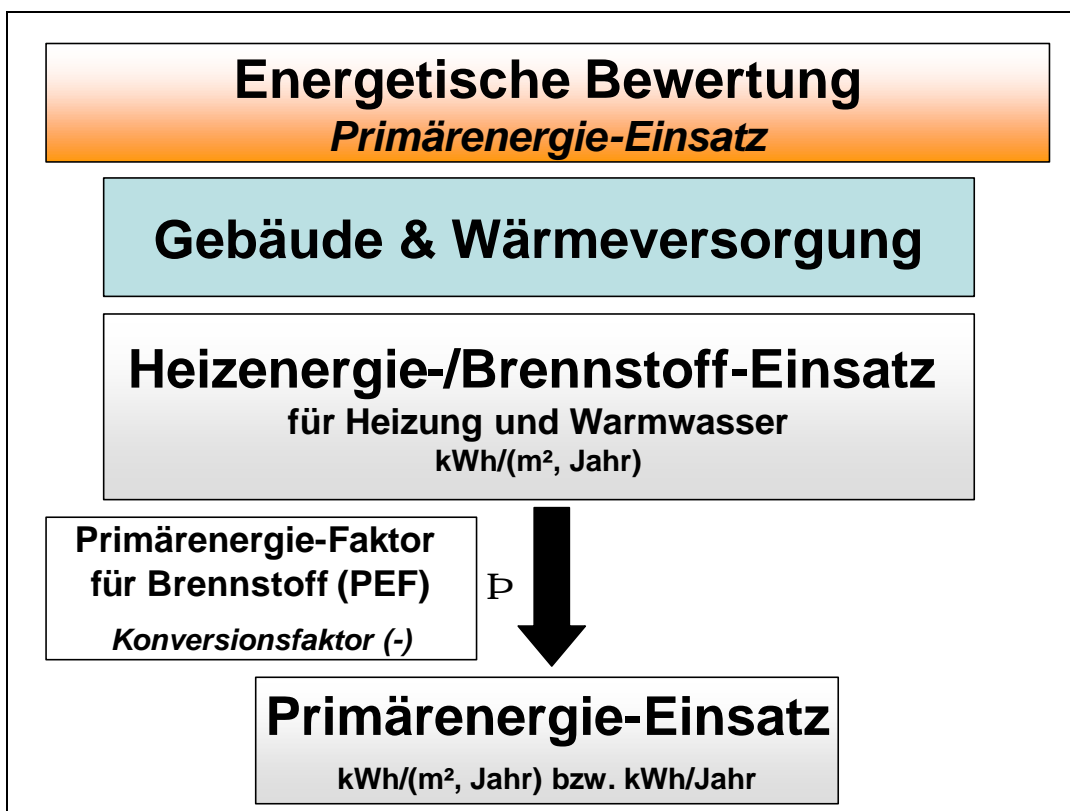 Energetische Bewertung
Primärenergie-Einsatz
Gebäude & Wärmeversorgung
Heizenergie-/Brennstoff-Einsatz
für Heizung und Warmwasser
kWh/(m², Jahr)
Primärenergie-Faktor
für Brennstoff (PEF)
Konversionsfaktor (-)
Þ
Primärenergie-Einsatz
kWh/(m², Jahr) bzw. kWh/Jahr